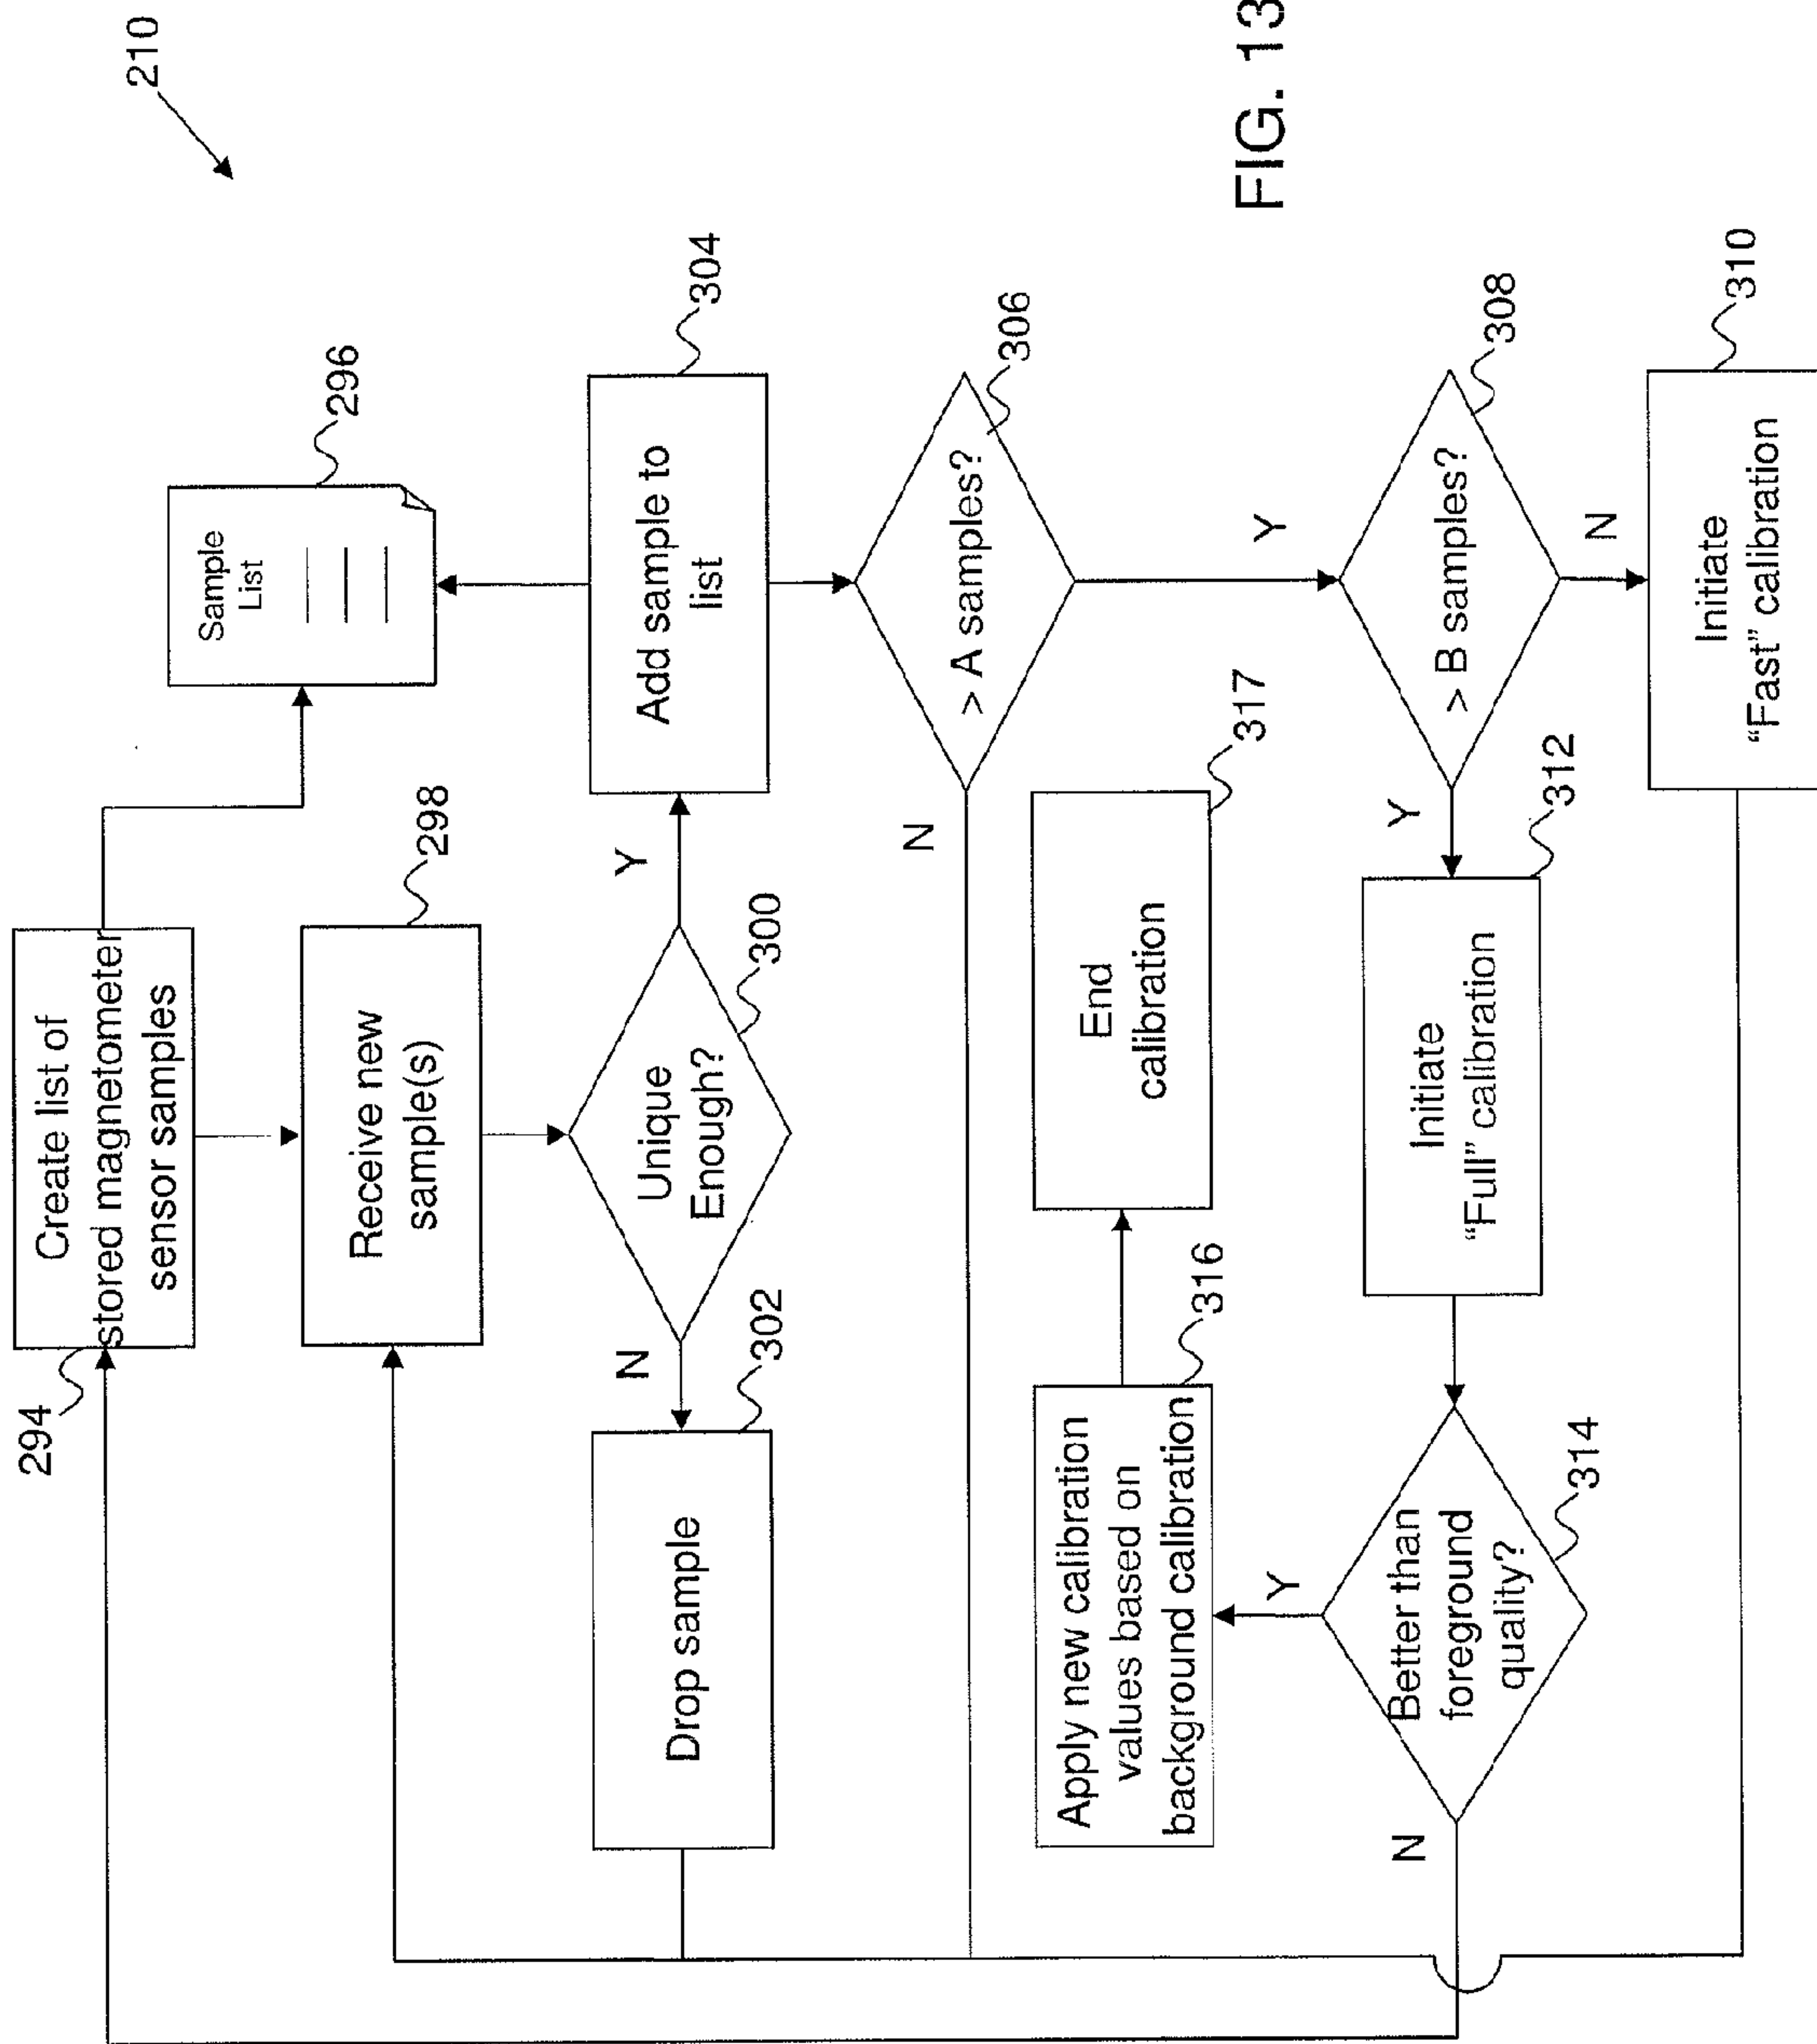 210
294
Create list of
stored magnetometer
sensor samples
Sample
List
296
Receive new
sample(s)
298
Unique
Enough?
300
N
Y
Drop sample
302
Add sample to
list
304
> A samples?
306
N
Y
> B samples?
308
Y
N
Initiate
“Fast” calibration
310
Initiate
“Full” calibration
312
Better than
foreground
quality?
314
N
Y
Apply new calibration
values based on
background calibration
316
End
calibration
317
FIG. 13